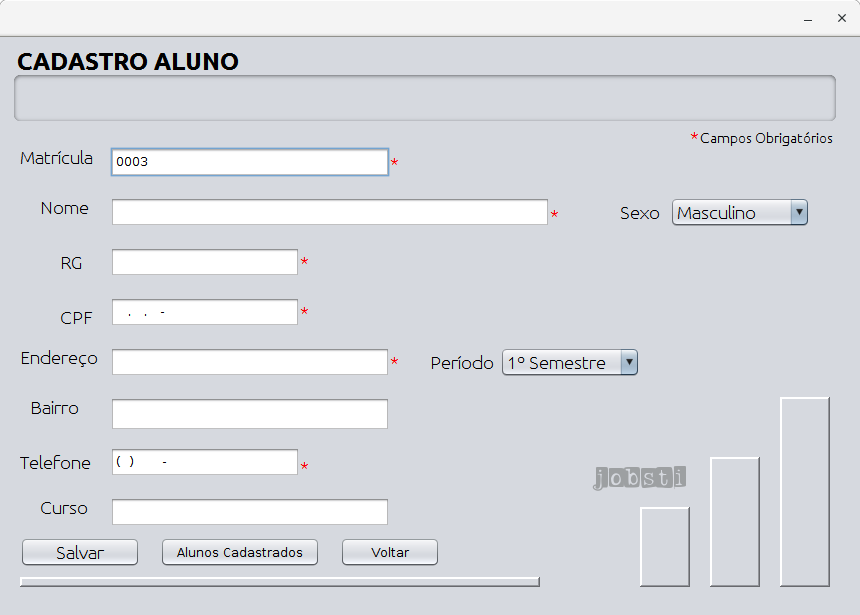 CADASTRO ALUNO
*Campos Obrigatórios
Matrícula 0003 *
Nome * Sexo Masculino
RG *
CPF . . - *
Endereço * Período 1º Semestre
Bairro
Telefone ( ) - *
jobsti
Curso
Salvar Alunos Cadastrados Voltar